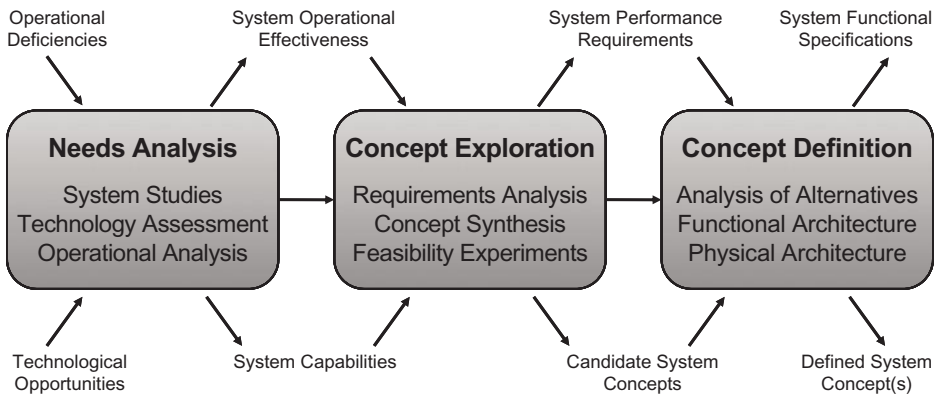 Operational
Deficiencies
System Operational
Effectiveness
System Performance
Requirements
System Functional
Specifications
Needs Analysis
System Studies
Technology Assessment
Operational Analysis
Concept Exploration
Requirements Analysis
Concept Synthesis
Feasibility Experiments
Concept Definition
Analysis of Alternatives
Functional Architecture
Physical Architecture
Technological
Opportunities
System Capabilities
Candidate System
Concepts
Defined System
Concept(s)